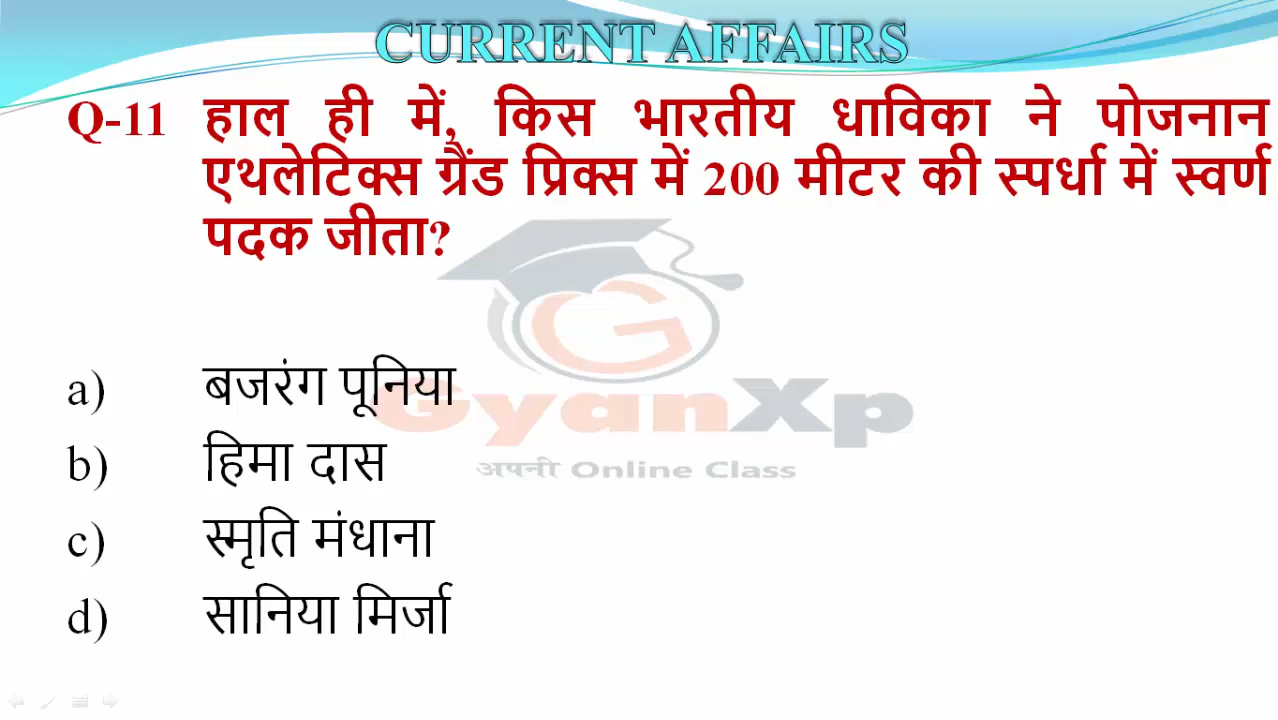 CURRENT AFFAIRS
Q-11 हाल ही में, किस भारतीय धाविका ने पोजनान
एथलेटिक्स ग्रैंड प्रिक्स में 200 मीटर की स्पर्धा में स्वर्ण
पदक जीता?
a) बजरंग पूनिया
b) हिमा दास
c) स्मृति मंधाना
d) सानिया मिर्जा
GyanXp
अपनी Online Class